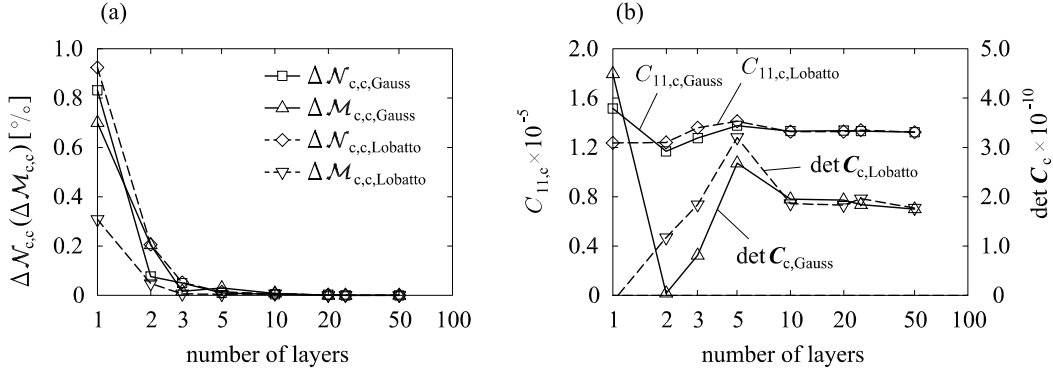 (a)
1.0
0.8
0.6
0.4
0.2
0
1 2 3 5 10 20 50 100
number of layers
Δ𝒩c,c (Δℳc,c) [%]
Δ𝒩c,c,Gauss
Δℳc,c,Gauss
Δ𝒩c,c,Lobatto
Δℳc,c,Lobatto
(b)
2.0
1.6
1.2
0.8
0.4
0
C11,c × 10-5
C11,c,Gauss
C11,c,Lobatto
det Cc,Lobatto
det Cc,Gauss
5.0
4.0
3.0
2.0
1.0
0
det Cc × 10-10
1 2 3 5 10 20 50 100
number of layers